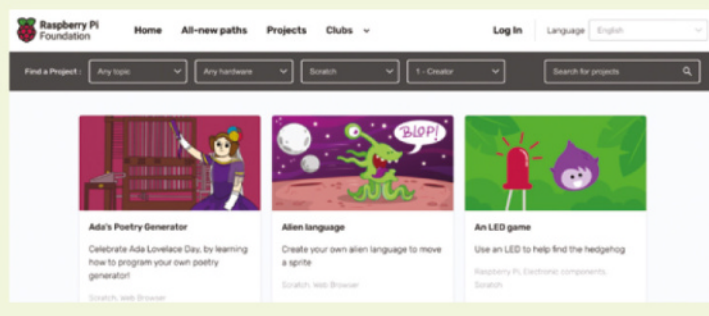 Raspberry Pi
Foundation
Home All-new paths Projects Clubs
Log In Language English
Find a Project : Any topic Any hardware Scratch 1 - Creator Search for projects
BLOP!
Ada's Poetry Generator
Celebrate Ada Lovelace Day, by learning
how to program your own poetry
generator!
Scratch, Web Browser
Alien language
Create your own alien language to move
a sprite
Scratch, Web Browser
An LED game
Use an LED to help find the hedgehog
Raspberry Pi, Electronic components,
Scratch